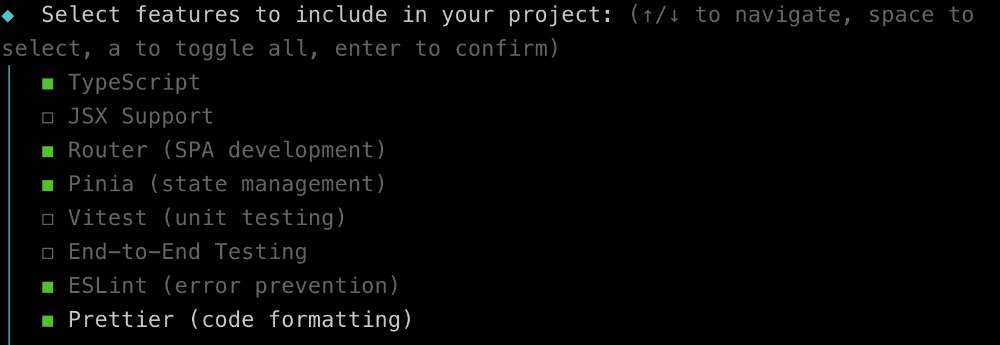 ◆  Select features to include in your project: (↑/↓ to navigate, space to
select, a to toggle all, enter to confirm)
◼ TypeScript
◻ JSX Support
◼ Router (SPA development)
◼ Pinia (state management)
◻ Vitest (unit testing)
◻ End-to-End Testing
◼ ESLint (error prevention)
◼ Prettier (code formatting)